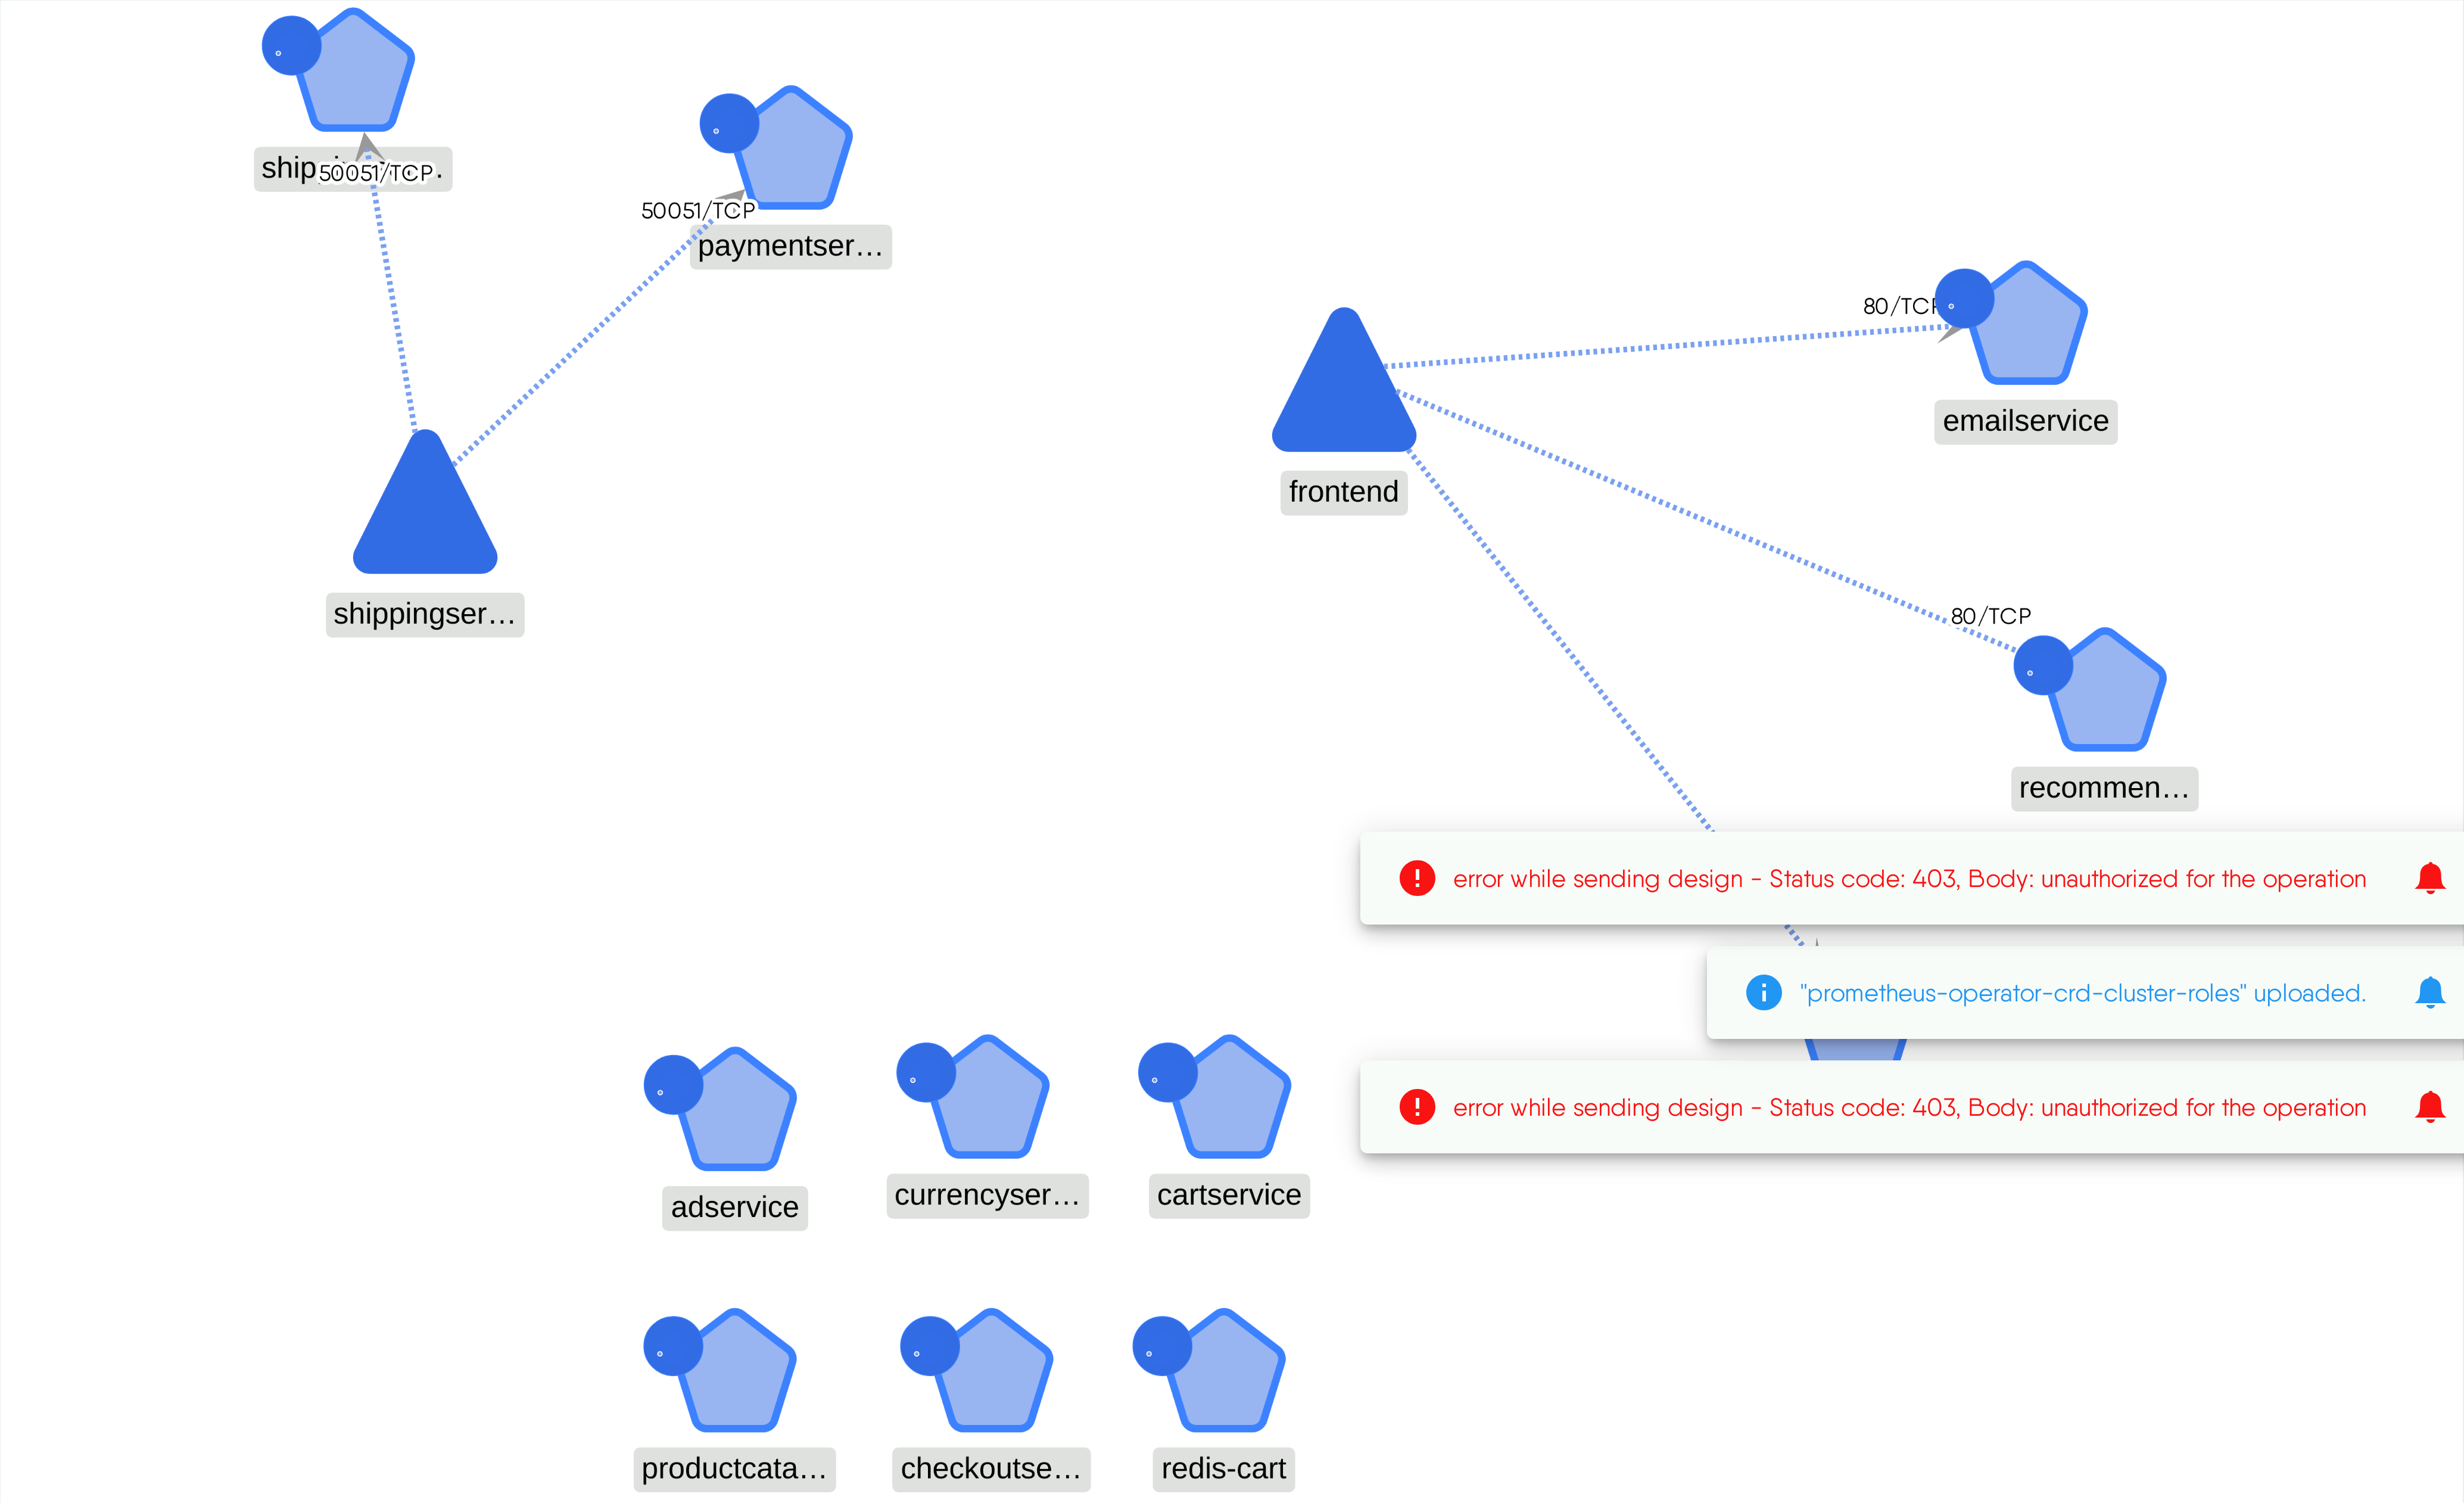 50051/TCP
50051/TCP
paymentser…
80/TCP
emailservice
frontend
shippingser…
80/TCP
recommen…
error while sending design - Status code: 403, Body: unauthorized for the operation
"prometheus-operator-crd-cluster-roles" uploaded.
error while sending design - Status code: 403, Body: unauthorized for the operation
adservice
currencyser…
cartservice
productcata…
checkoutse…
redis-cart